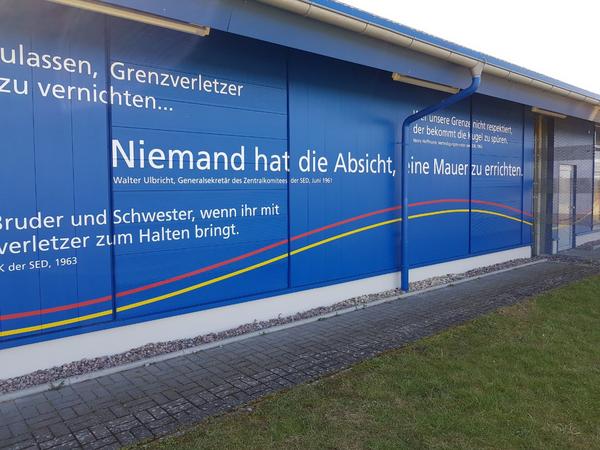 ulassen, Grenzverletzer
zu vernichten...
unsere Grenze nicht respektiert,
der bekommt die Kugel zu spüren.
Niemand hat die Absicht, eine Mauer zu errichten.
Walter Ulbricht, Generalsekretär des Zentralkomitees der SED, Juni 1961
Bruder und Schwester, wenn ihr mit
verletzer zum Halten bringt.
K der SED, 1963